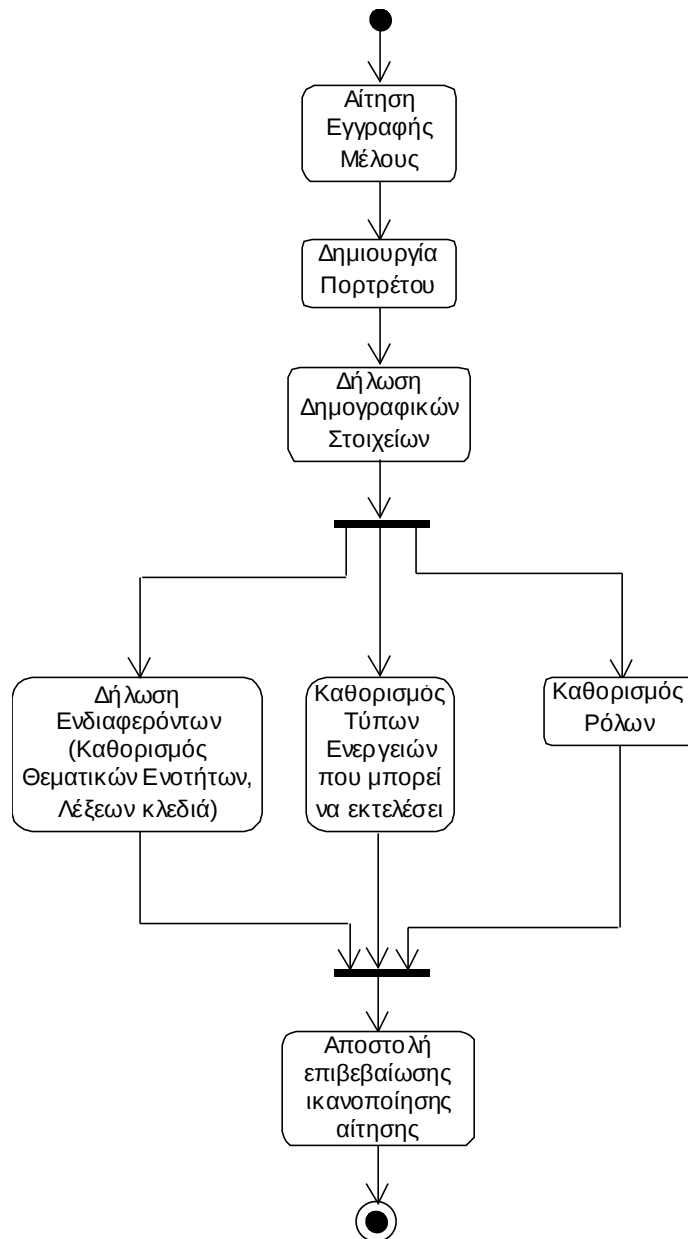 Αίτηση
Εγγραφής
Μέλους
Δημιουργία
Πορτρέτου
Δήλωση
Δημογραφικών
Στοιχείων
Δήλωση
Ενδιαφερόντων
(Καθορισμός
Θεματικών Ενοτήτων,
Λέξεων κλεδιά)
Καθορισμός
Τύπων
Ενεργειών
που μπορεί
να εκτελέσει
Καθορισμός
Ρόλων
Αποστολή
επιβεβαίωσης
ικανοποίησης
αίτησης